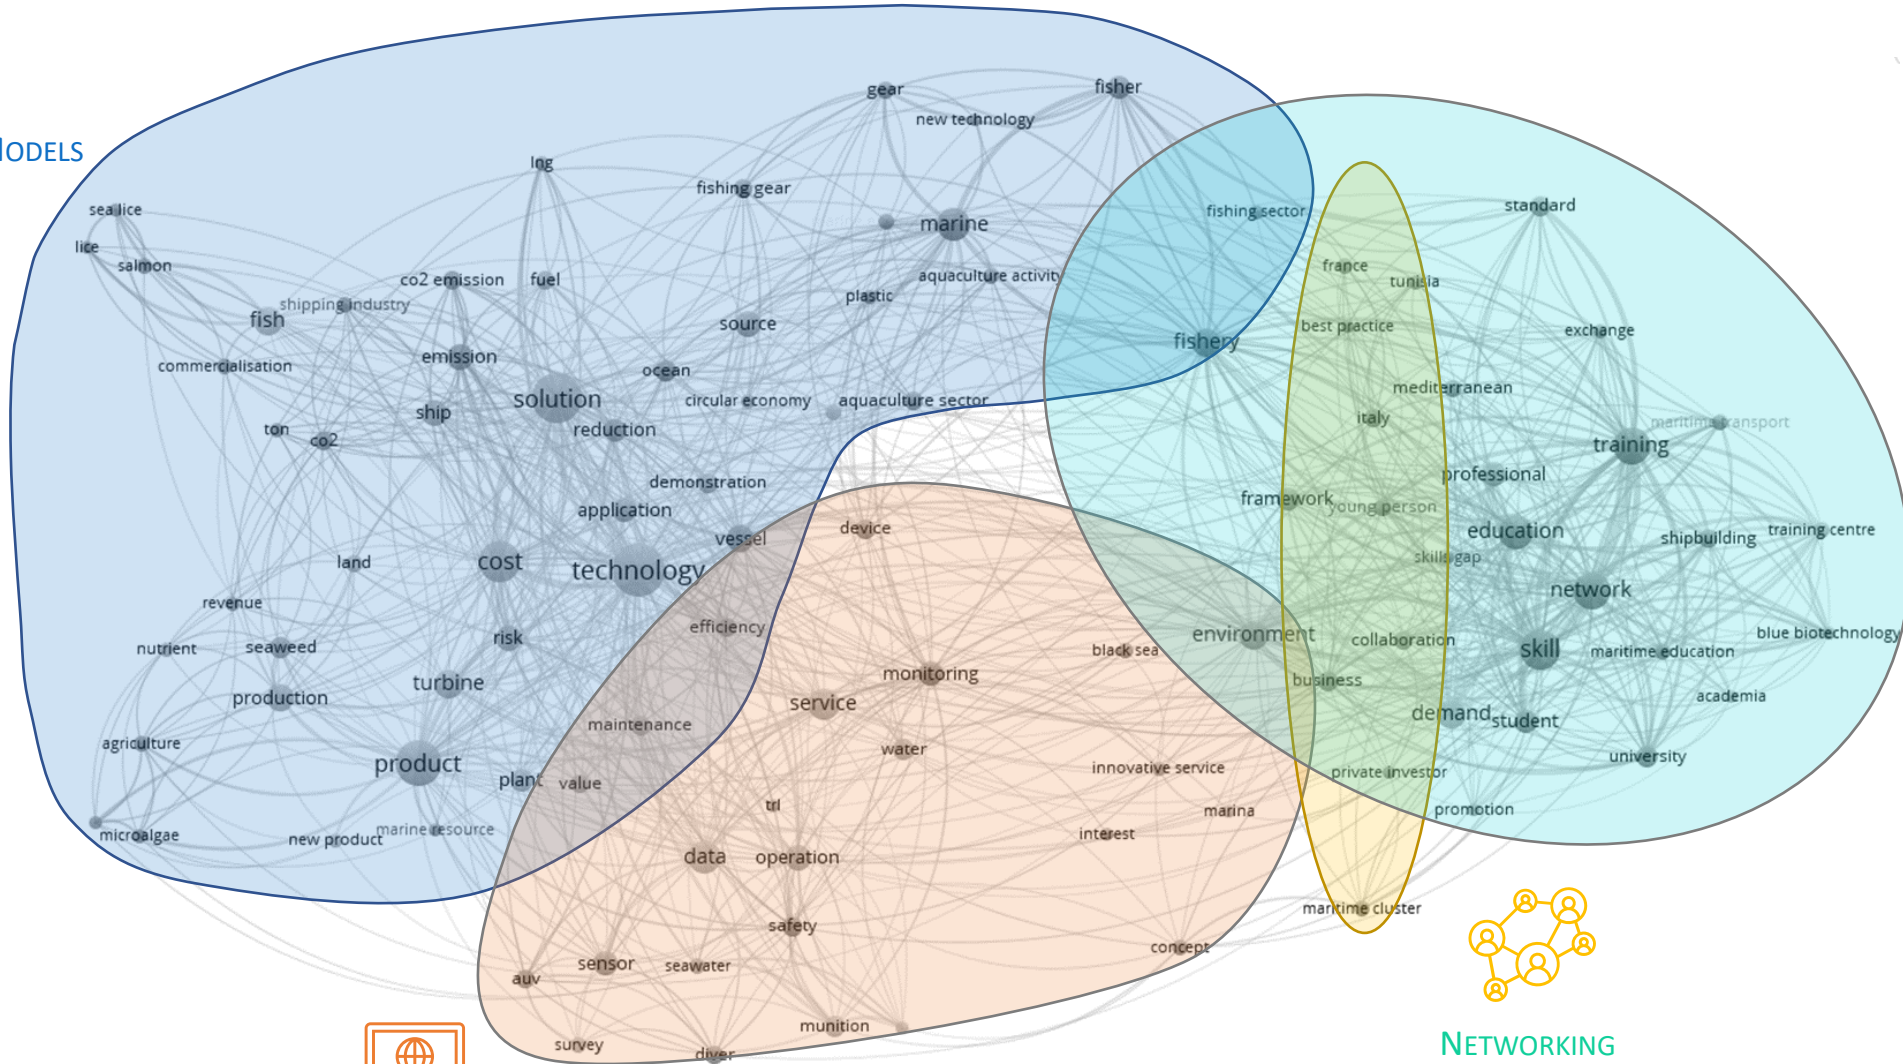 gear
fisher
new technology
MODELS
lng
fishing gear
sea lice
fishing sector
standard
marine
lice
salmon
france
co2 emission
fuel
aquaculture activity
tunisia
shipping industry
plastic
fish
source
best practice
exchange
fishery
emission
commercialisation
ocean
mediterranean
solution
circular economy
aquaculture sector
ship
italy
maritime transport
ton
reduction
co2
training
professional
demonstration
framework
young person
application
device
education
training centre
vessel
shipbuilding
cost
technology
skills gap
land
network
revenue
efficiency
environment
blue biotechnology
risk
collaboration
nutrient
seaweed
black sea
skill
maritime education
monitoring
business
turbine
production
service
academia
demand
student
maintenance
agriculture
water
university
product
innovative service
private investor
plant
value
trl
marina
promotion
microalgae
new product
marine resource
interest
data
operation
maritime cluster
safety
concept
sensor
seawater
auv
munition
survey
diver
NETWORKING